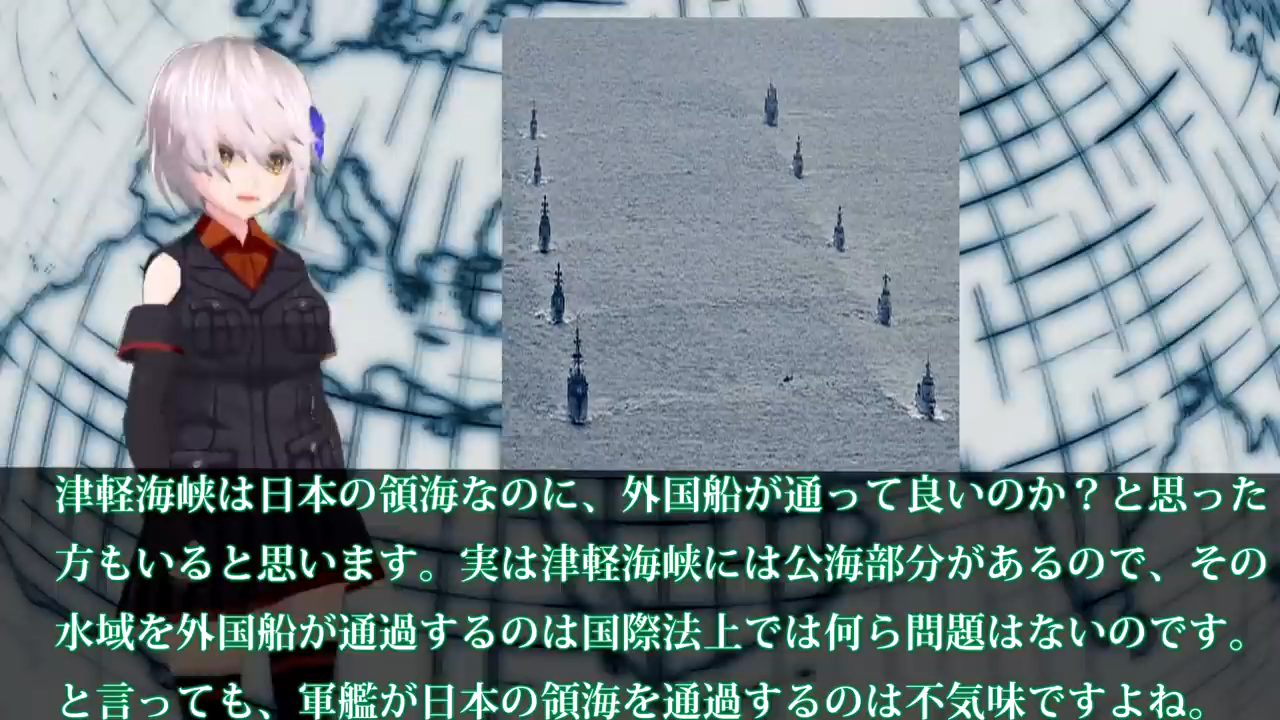 津軽海峡は日本の領海なのに、外国船が通って良いのか？と思った
方もいると思います。実は津軽海峡には公海部分があるので、その
水域を外国船が通過するのは国際法上では何ら問題はないのです。
と言っても、軍艦が日本の領海を通過するのは不気味ですよね。